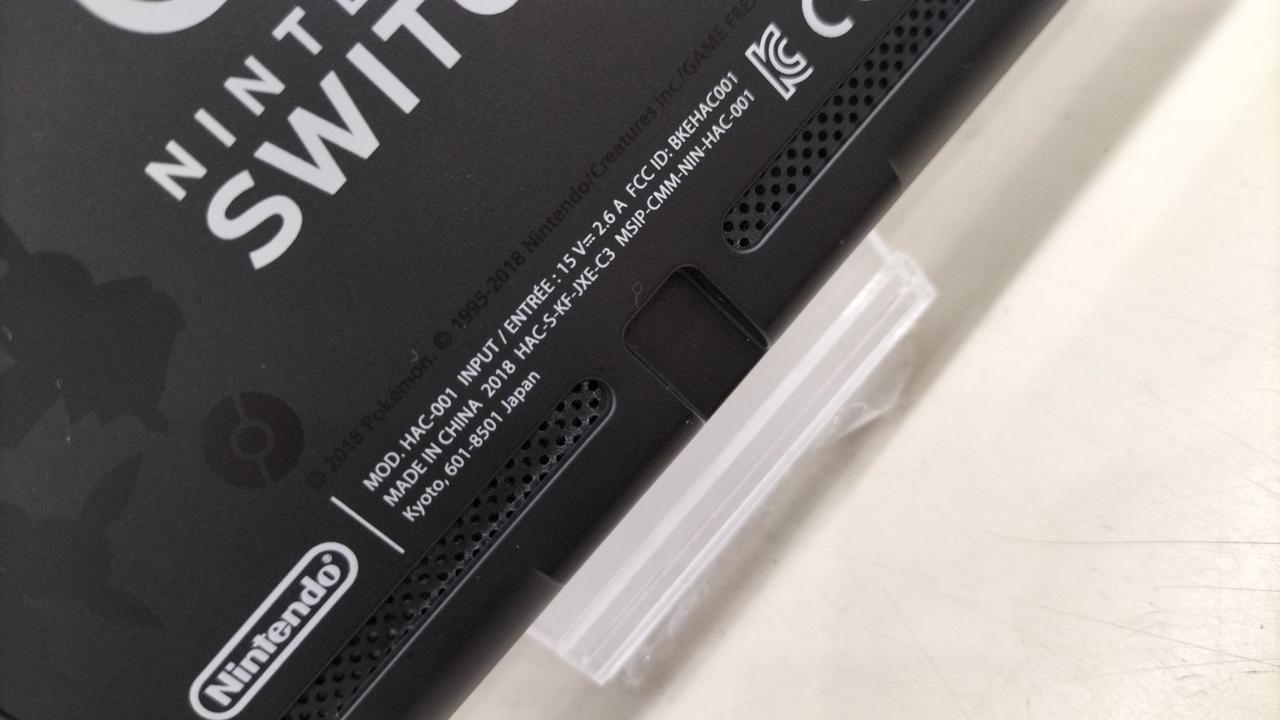 NINTE
SWITC
© 2018 Pokémon. © 1995-2018 Nintendo/Creatures Inc./GAME FREA
MOD. HAC-001 INPUT / ENTRÉE : 15 V⎓ 2.6 A FCC ID: BKEHAC001
MADE IN CHINA 2018 HAC-S-KF-JXE-C3 MSIP-CMM-NIN-HAC-001
Kyoto, 601-8501 Japan
Nintendo®